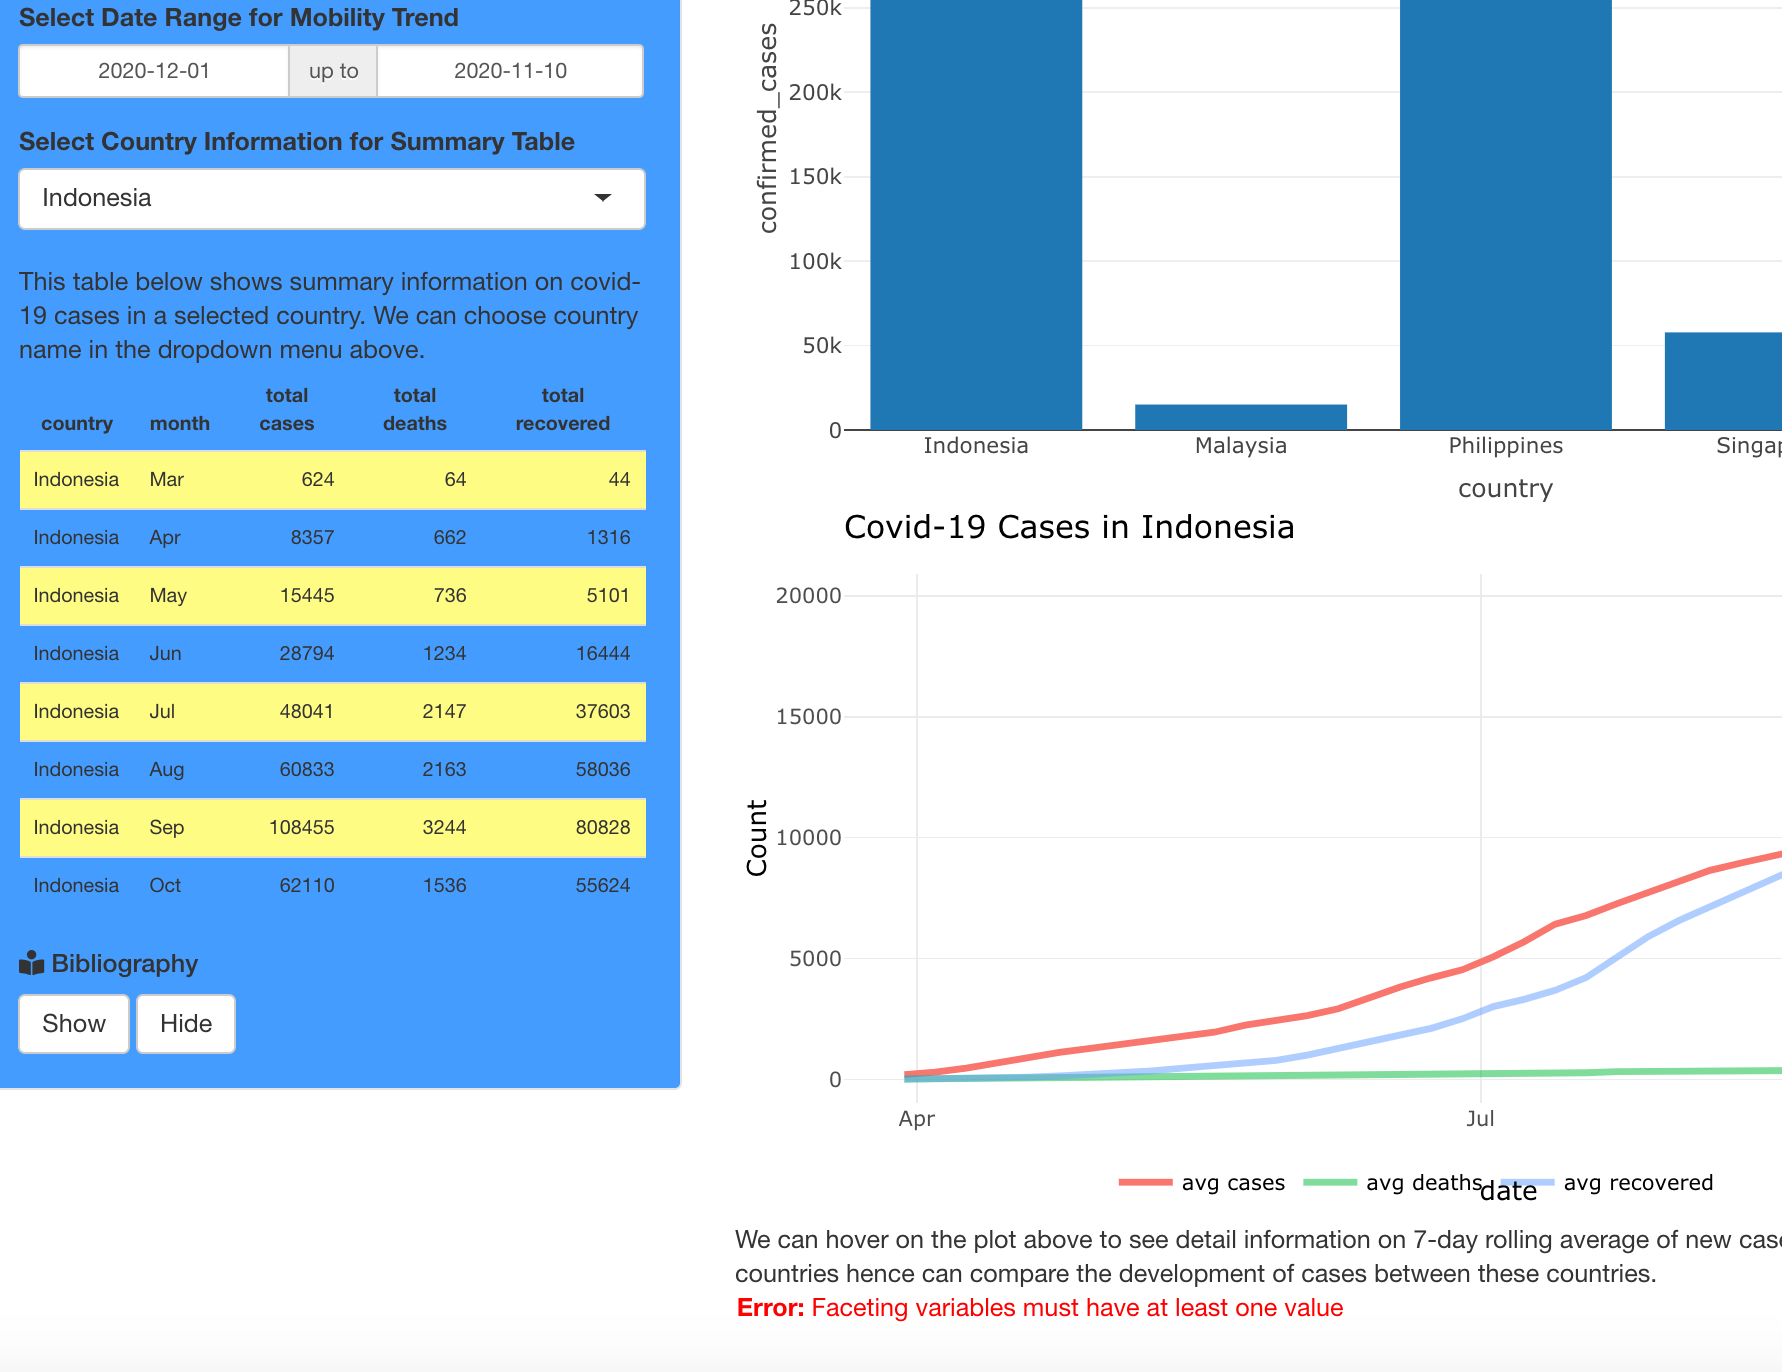 Select Date Range for Mobility Trend
2020-12-01 up to 2020-11-10
Select Country Information for Summary Table
Indonesia
This table below shows summary information on covid-
19 cases in a selected country. We can choose country
name in the dropdown menu above.
country month total cases total deaths total recovered
Indonesia Mar 624 64 44
Indonesia Apr 8357 662 1316
Indonesia May 15445 736 5101
Indonesia Jun 28794 1234 16444
Indonesia Jul 48041 2147 37603
Indonesia Aug 60833 2163 58036
Indonesia Sep 108455 3244 80828
Indonesia Oct 62110 1536 55624
Bibliography
Show Hide
confirmed_cases
250k
200k
150k
100k
50k
0
Indonesia Malaysia Philippines Singap
country
Covid-19 Cases in Indonesia
Count
20000
15000
10000
5000
0
Apr Jul
avg cases avg deaths avg recovered
date
We can hover on the plot above to see detail information on 7-day rolling average of new case
countries hence can compare the development of cases between these countries.
Error: Faceting variables must have at least one value